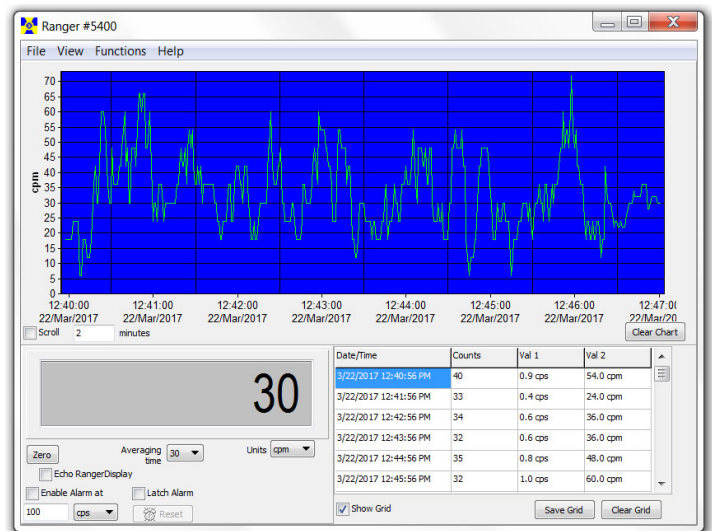 Ranger #5400
File View Functions Help
cpm
70
65
60
55
50
45
40
35
30
25
20
15
10
5
0
12:40:00 12:41:00 12:42:00 12:43:00 12:44:00 12:45:00 12:46:00 12:47:0
22/Mar/2017 22/Mar/2017 22/Mar/2017 22/Mar/2017 22/Mar/2017 22/Mar/2017 22/Mar/2017 22/Mar/20
Scroll 2 minutes Clear Chart
30
Zero Averaging time 30 Units cpm
Echo RangerDisplay
Enable Alarm at Latch Alarm
100 cps Reset
Date/Time Counts Val 1 Val 2
3/22/2017 12:40:56 PM 40 0.9 cps 54.0 cpm
3/22/2017 12:41:56 PM 33 0.4 cps 24.0 cpm
3/22/2017 12:42:56 PM 34 0.6 cps 36.0 cpm
3/22/2017 12:43:56 PM 32 0.6 cps 36.0 cpm
3/22/2017 12:44:56 PM 35 0.8 cps 48.0 cpm
3/22/2017 12:45:56 PM 32 1.0 cps 60.0 cpm
Show Grid Save Grid Clear Grid